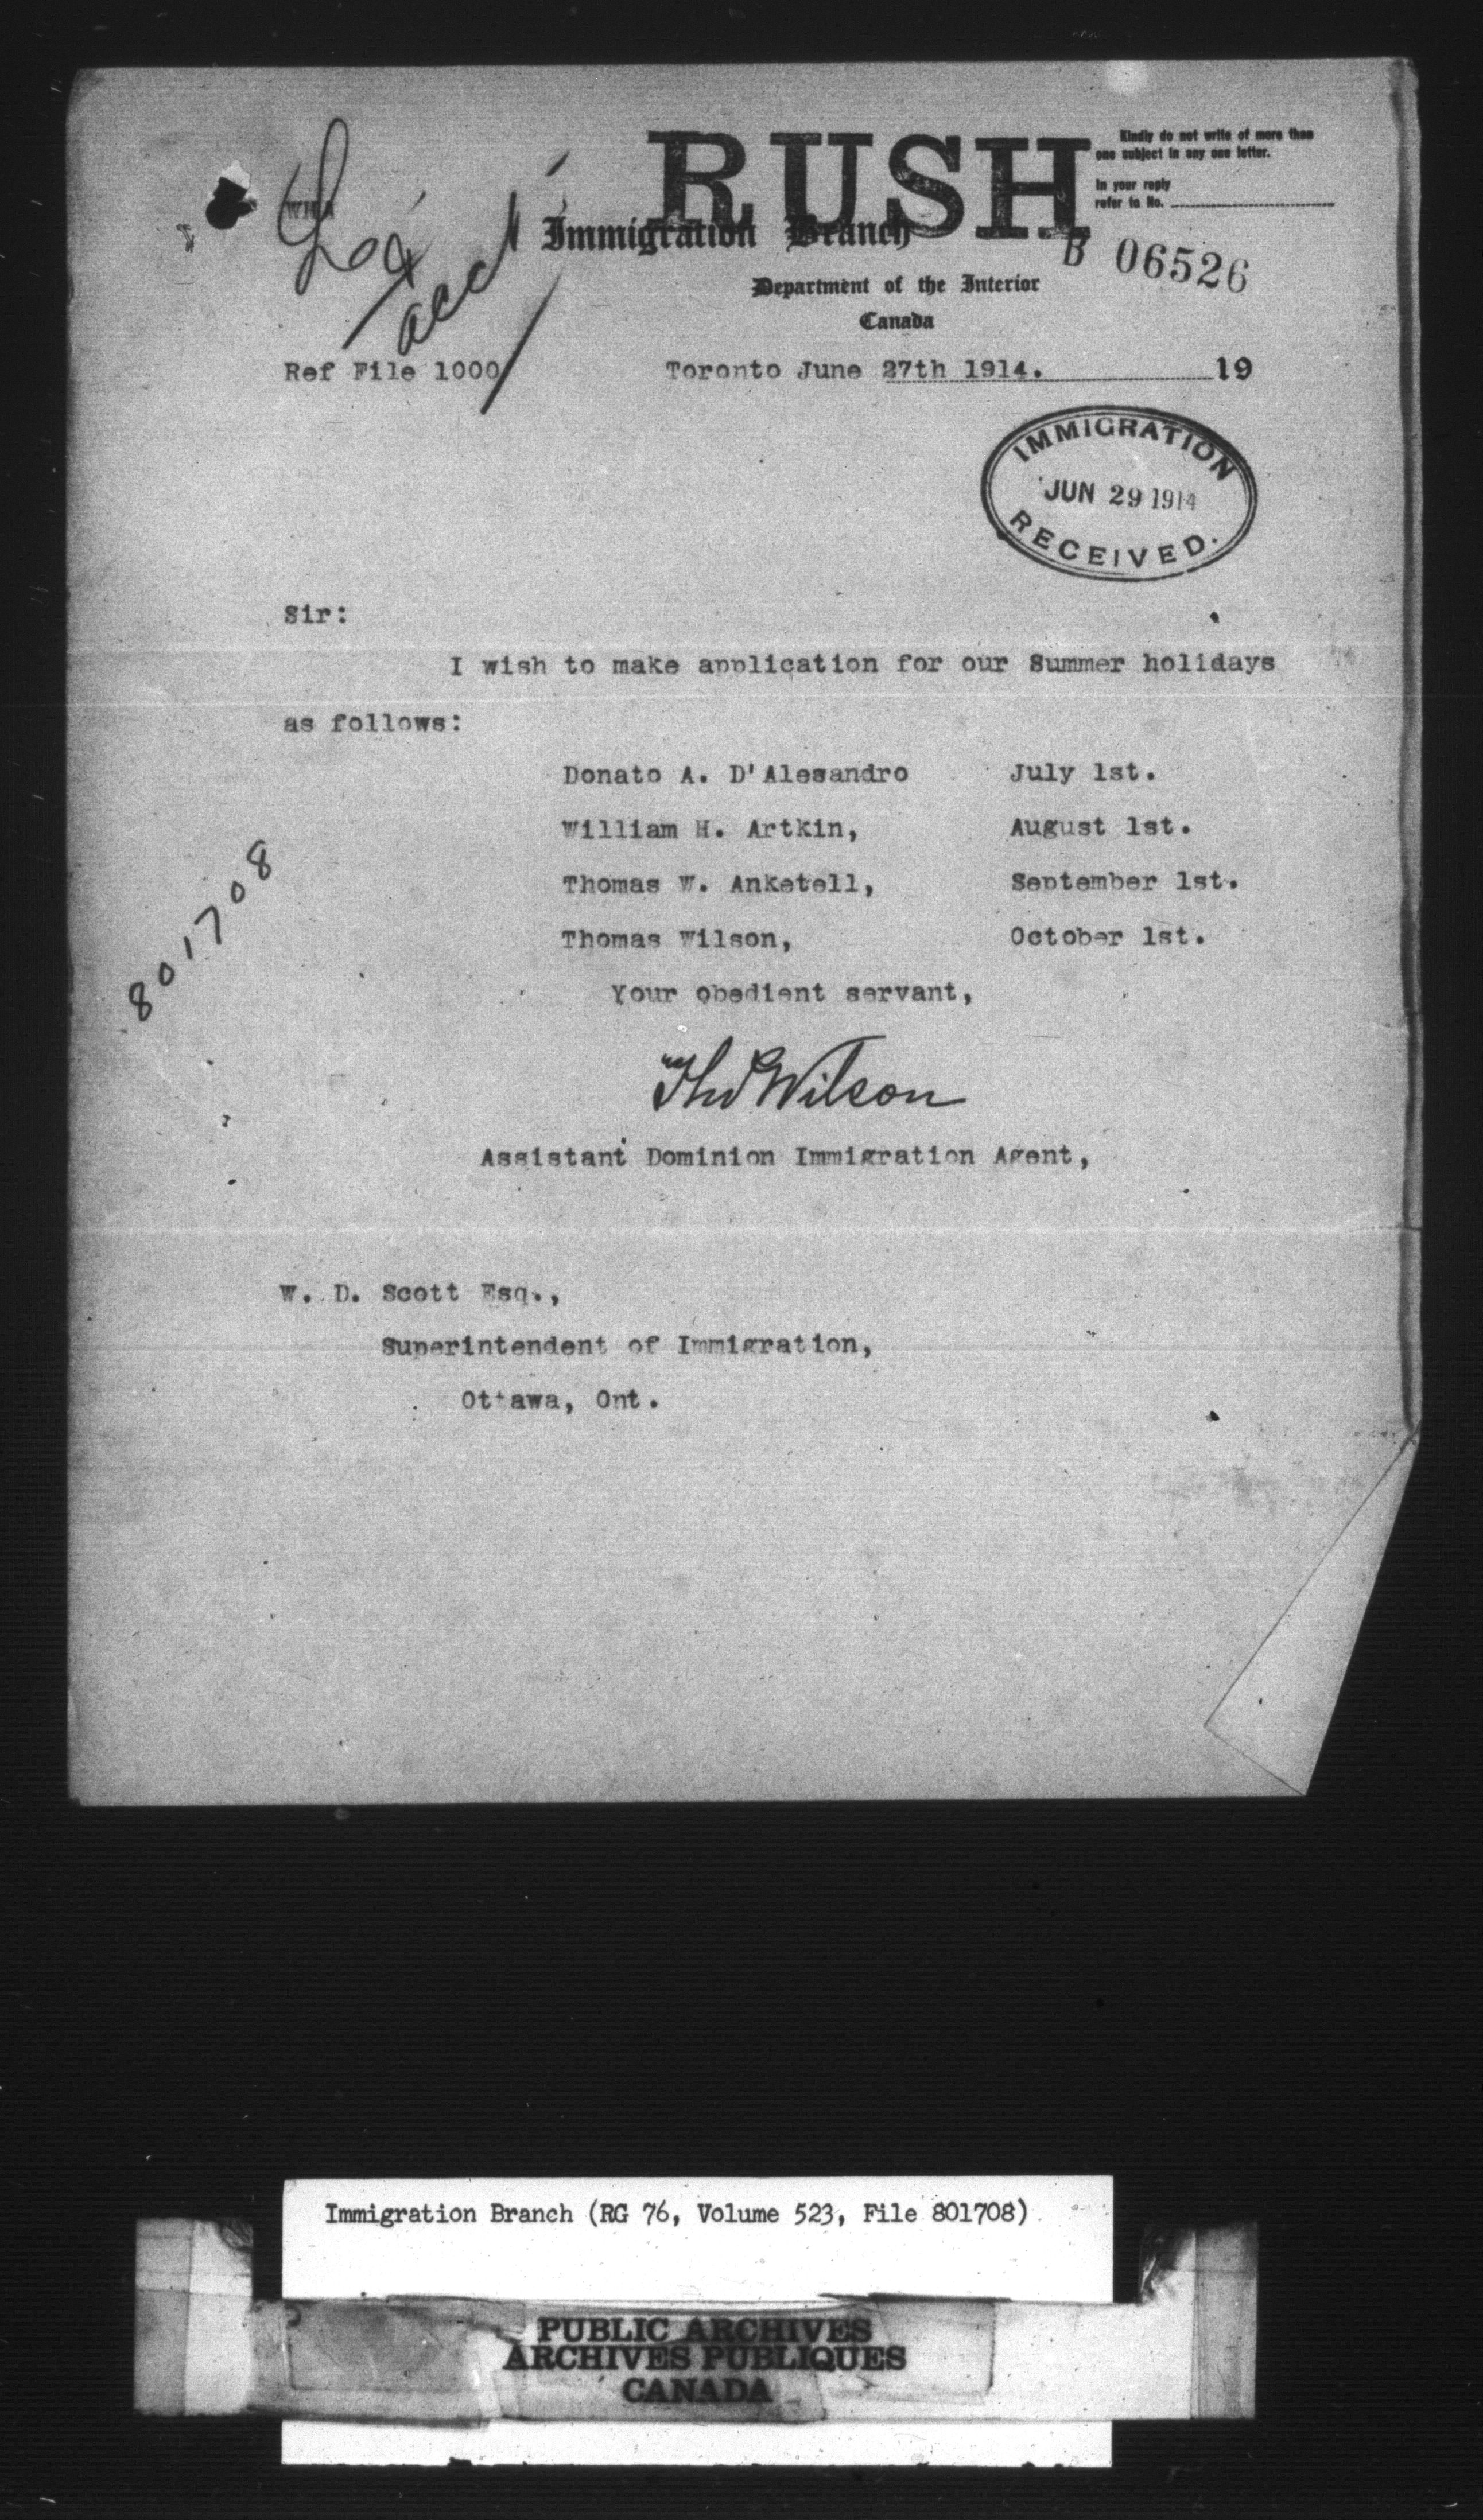 RUSH
Kindly do not write of more than
one subject in any one letter.
In your reply
refer to No.
WHA
Immigration Branch
B 06526
Department of the Interior
Canada
acct
Ref File 1000
Toronto June 27th 1914. 19
IMMIGRATION
JUN 29 1914
RECEIVED.
Sir:
I wish to make application for our Summer holidays
as follows:
Donato A. D'Alesandro July 1st.
William H. Artkin, August 1st.
Thomas W. Anketell, September 1st.
Thomas Wilson, October 1st.
801708
Your obedient servant,
Thos Wilson
Assistant Dominion Immigration Agent,
W. D. Scott Esq.,
Superintendent of Immigration,
Ottawa, Ont.
Immigration Branch (RG 76, Volume 523, File 801708)
PUBLIC ARCHIVES
ARCHIVES PUBLIQUES
CANADA